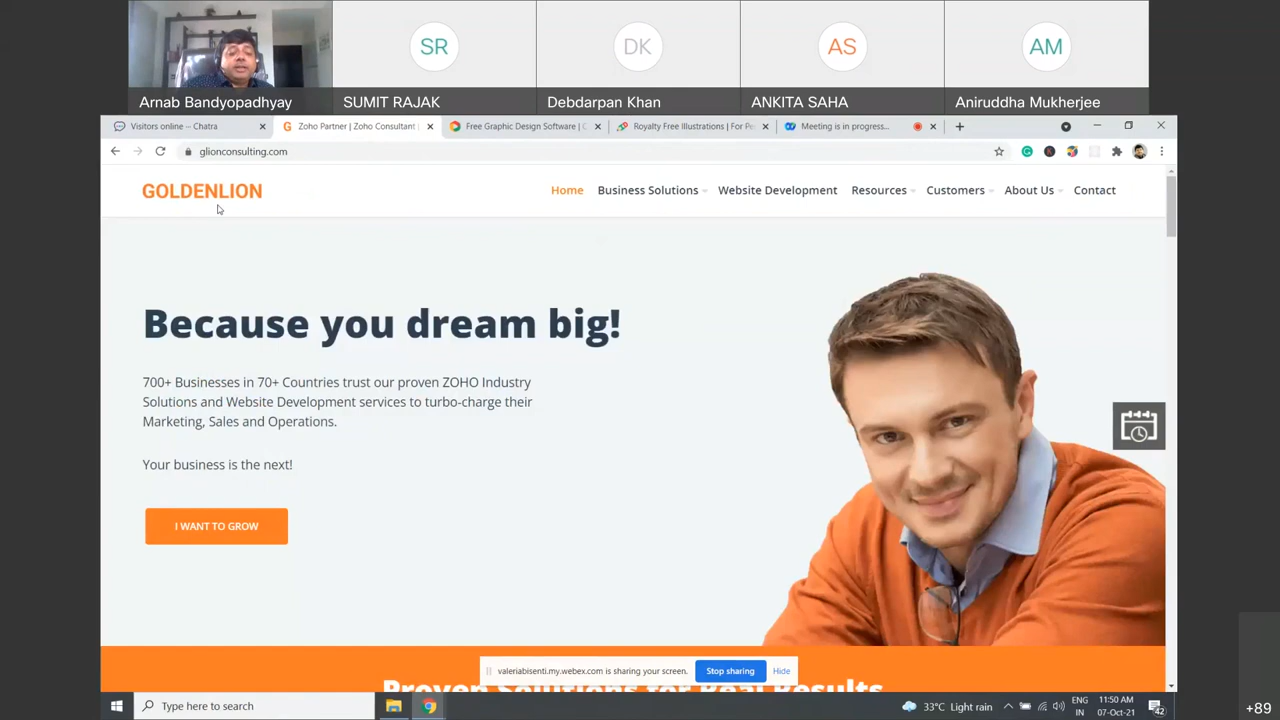 SR
DK
AS
AM
Arnab Bandyopadhyay
SUMIT RAJAK
Debdarpan Khan
ANKITA SAHA
Aniruddha Mukherjee
Visitors online — Chatra
Zoho Partner | Zoho Consultant |
Free Graphic Design Software | C
Royalty Free Illustrations | For Pe
Meeting is in progress...
glionconsulting.com
GOLDENLION
Home
Business Solutions
Website Development
Resources
Customers
About Us
Contact
Because you dream big!
700+ Businesses in 70+ Countries trust our proven ZOHO Industry
Solutions and Website Development services to turbo-charge their
Marketing, Sales and Operations.
Your business is the next!
I WANT TO GROW
valeriabisenti.my.webex.com is sharing your screen.
Stop sharing
Hide
Proven Solutions for Real Results
Type here to search
33°C Light rain
ENG
IN
11:50 AM
07-Oct-21
42
+89